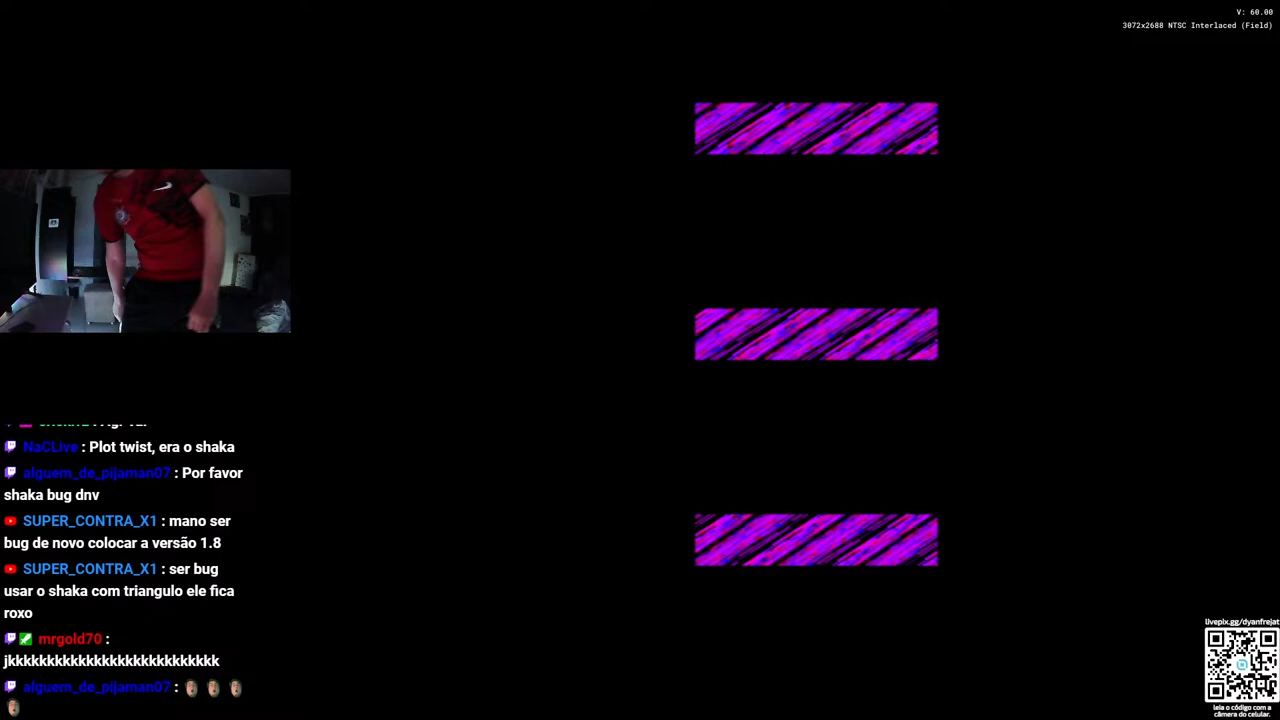 V: 60.00
3072x2688 NTSC Interlaced (Field)
NaCLive : Plot twist, era o shaka
alguem_de_pijaman07 : Por favor
shaka bug dnv
SUPER_CONTRA_X1 : mano ser
bug de novo colocar a versão 1.8
SUPER_CONTRA_X1 : ser bug
usar o shaka com triangulo ele fica
roxo
mrgold70 :
jkkkkkkkkkkkkkkkkkkkkkkkkkkk
alguem_de_pijaman07 :
livepix.gg/dyanfrejat
leia o código com a
câmera do celular.